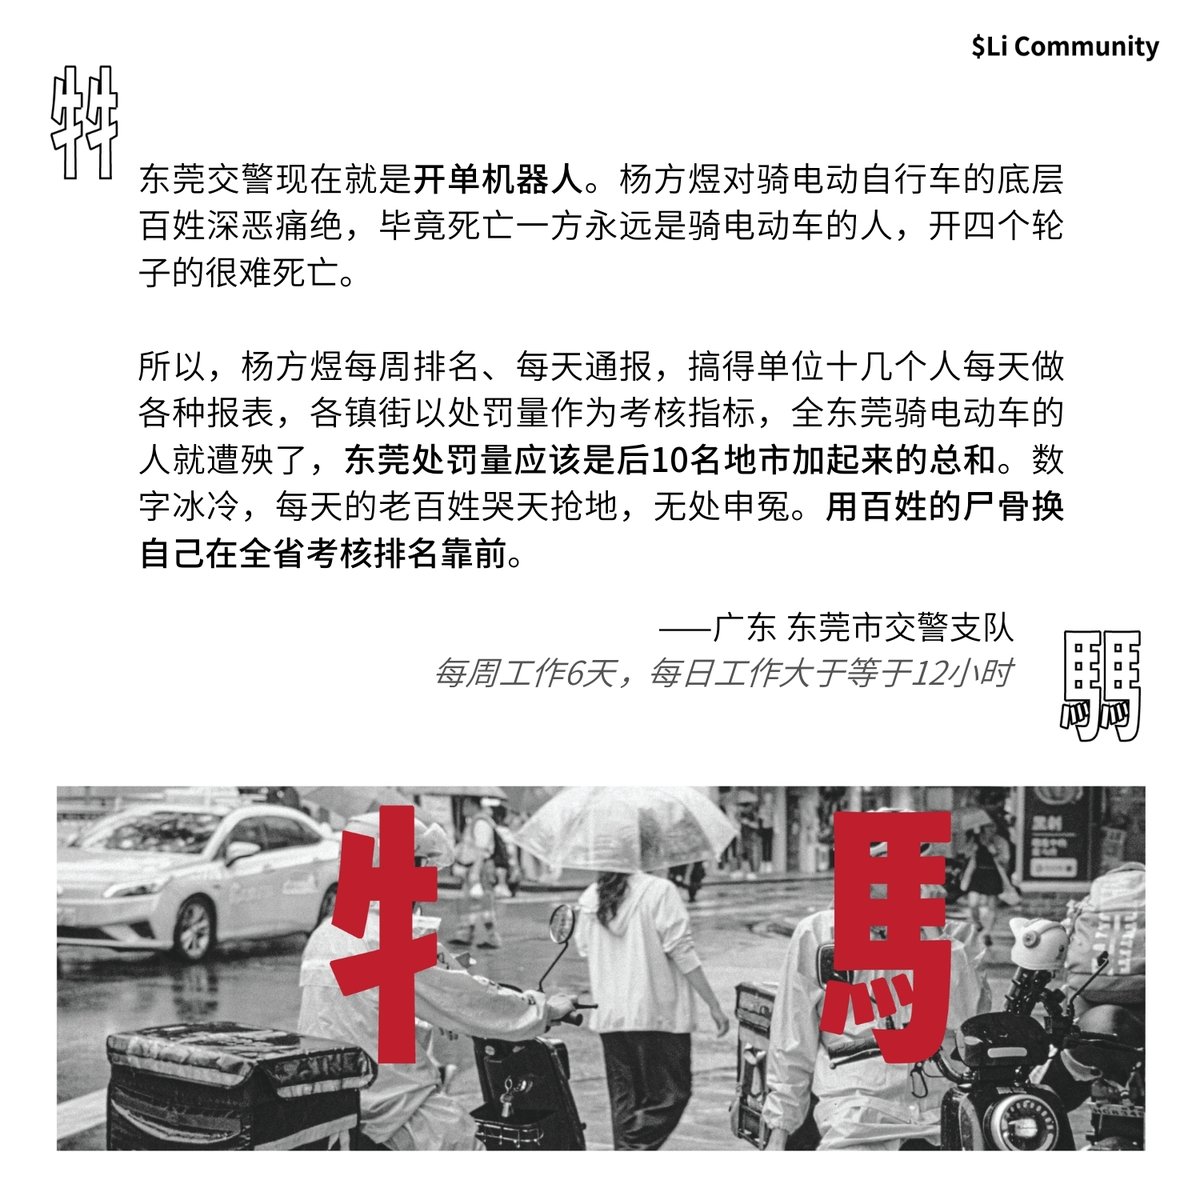 $Li Community
牜牜
东莞交警现在就是开单机器人。杨方煜对骑电动自行车的底层
百姓深恶痛绝，毕竟死亡一方永远是骑电动车的人，开四个轮
子的很难死亡。
所以，杨方煜每周排名、每天通报，搞得单位十几个人每天做
各种报表，各镇街以处罚量作为考核指标，全东莞骑电动车的
人就遭殃了，东莞处罚量应该是后10名地市加起来的总和。数
字冰冷，每天的老百姓哭天抢地，无处申冤。用百姓的尸骨换
自己在全省考核排名靠前。
——广东 东莞市交警支队
每周工作6天，每日工作大于等于12小时
馬馬
牜 馬